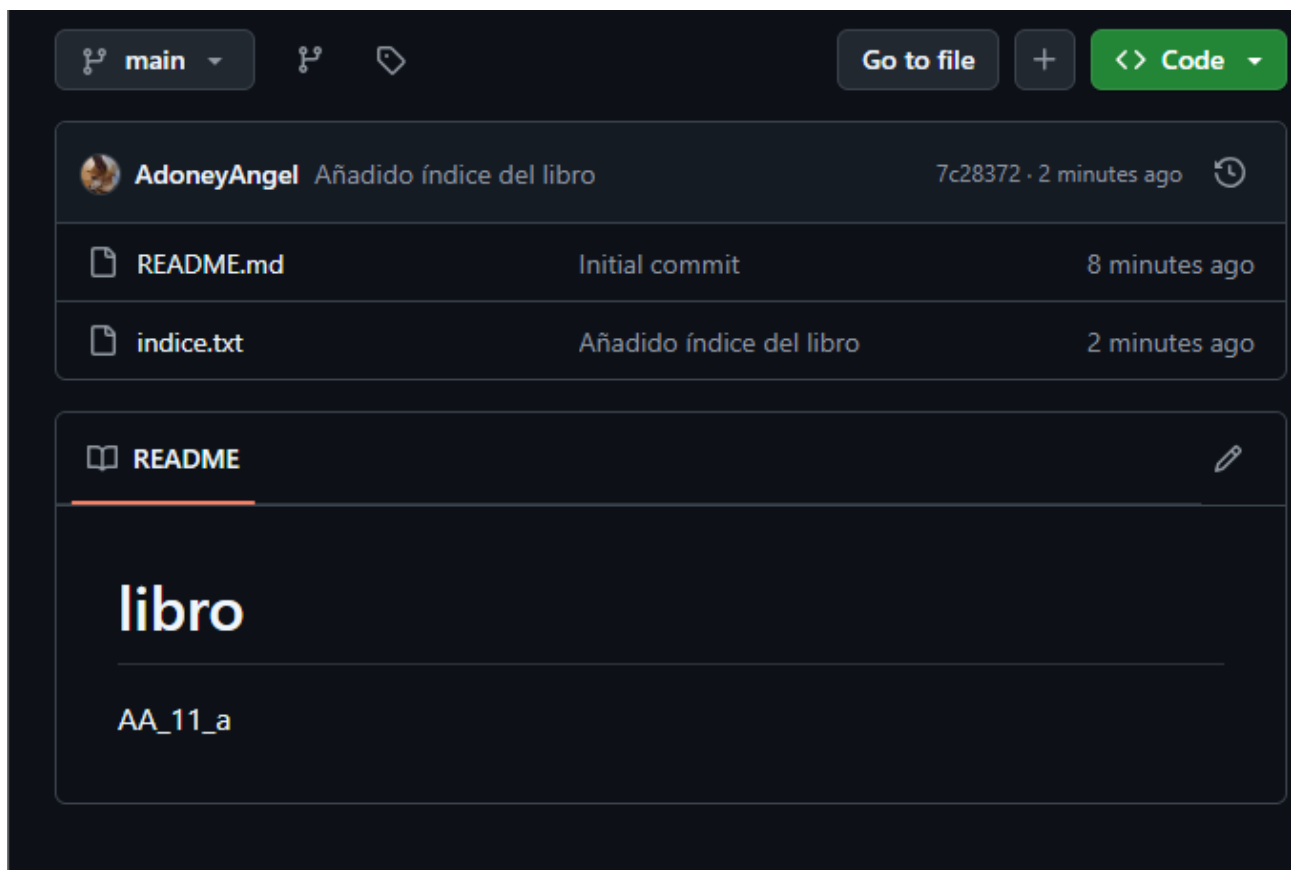 main Go to file + <> Code
AdoneyAngel Añadido índice del libro 7c28372 · 2 minutes ago
README.md Initial commit 8 minutes ago
indice.txt Añadido índice del libro 2 minutes ago
README
libro
AA_11_a